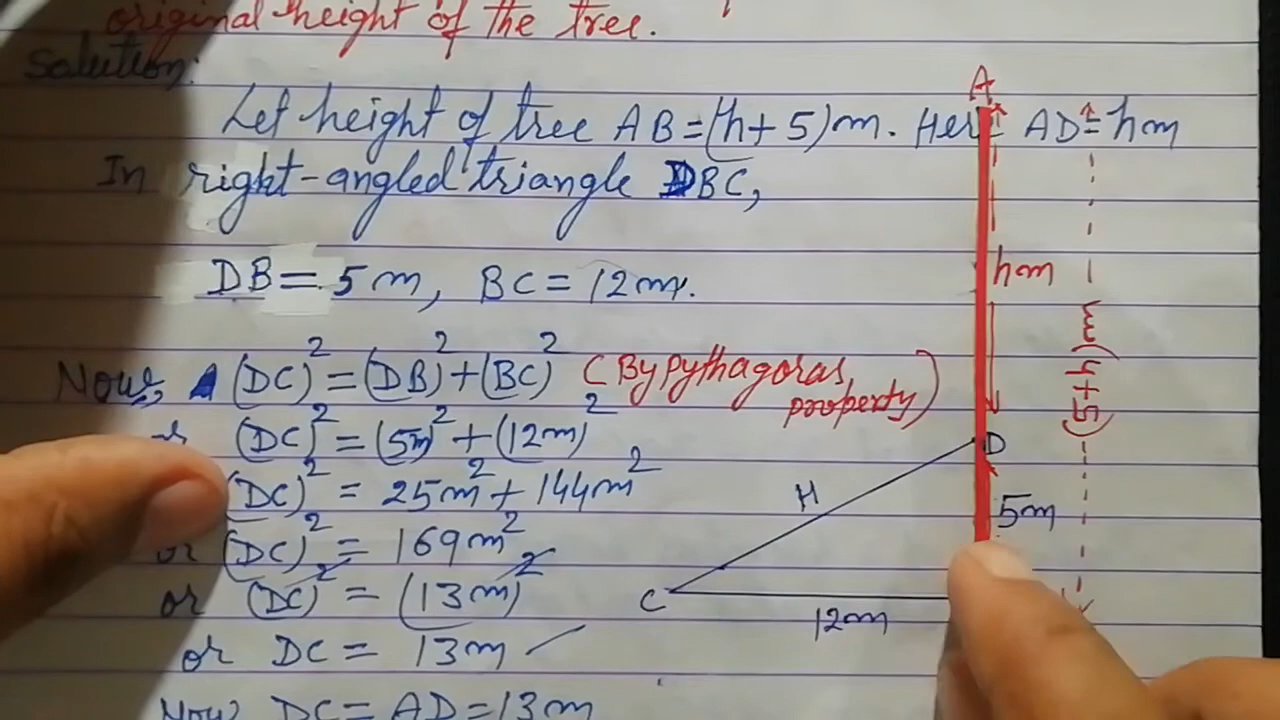 original height of the tree.
Solution:
Let height of tree AB = (h + 5)m. Here AD = hm
In right-angled triangle DBC,
DB = 5m, BC = 12m.
Now, (DC)² = (DB)² + (BC)² (By pythagoras property)
or (DC)² = (5m)² + (12m)²
(DC)² = 25m² + 144m²
or (DC)² = 169m²
or (DC)² = (13m)²
or DC = 13m
Now, DC = AD = 13m
A
hm
(h+5)m
D
H
5m
C
12m